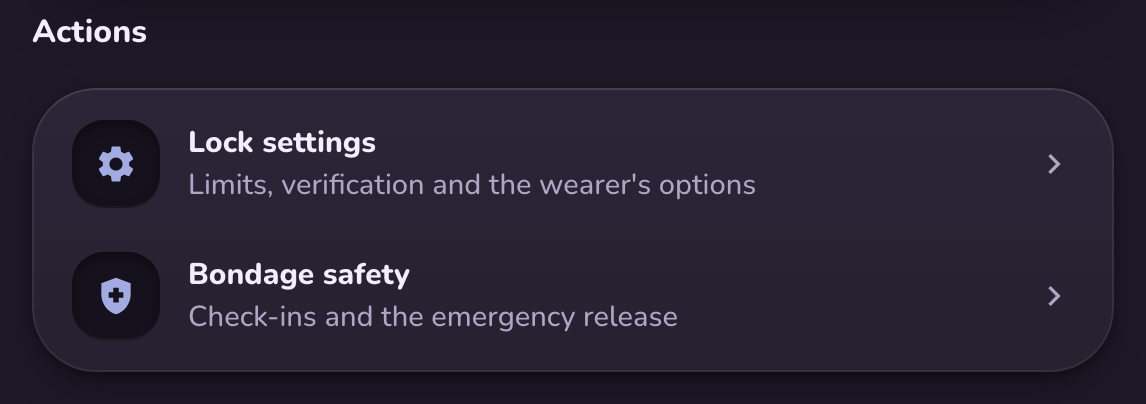 Actions
Lock settings
Limits, verification and the wearer's options
Bondage safety
Check-ins and the emergency release